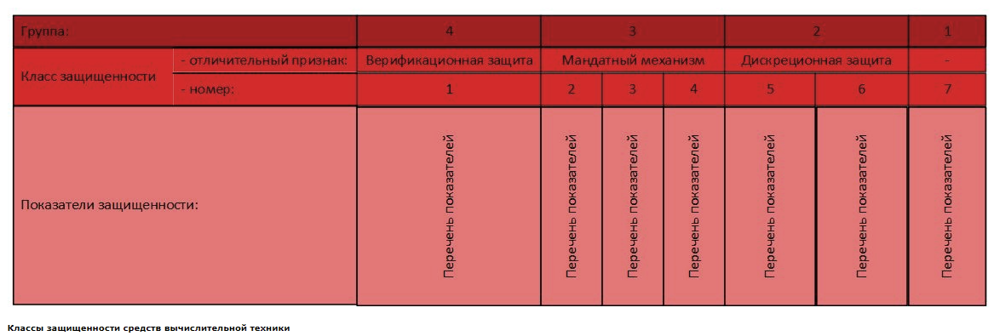 Группа: 4 3 2 1
Класс защищенности - отличительный признак: Верификационная защита Мандатный механизм Дискреционная защита -
- номер: 1 2 3 4 5 6 7
Показатели защищенности: Перечень показателей Перечень показателей Перечень показателей Перечень показателей Перечень показателей Перечень показателей Перечень показателей
Классы защищенности средств вычислительной техники